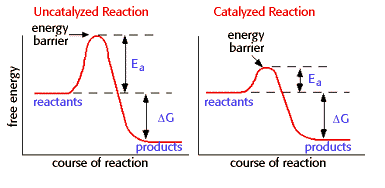 Uncatalyzed Reaction
energy
barrier
Ea
reactants
ΔG
products
free energy
course of reaction
Catalyzed Reaction
energy
barrier
Ea
reactants
ΔG
products
course of reaction